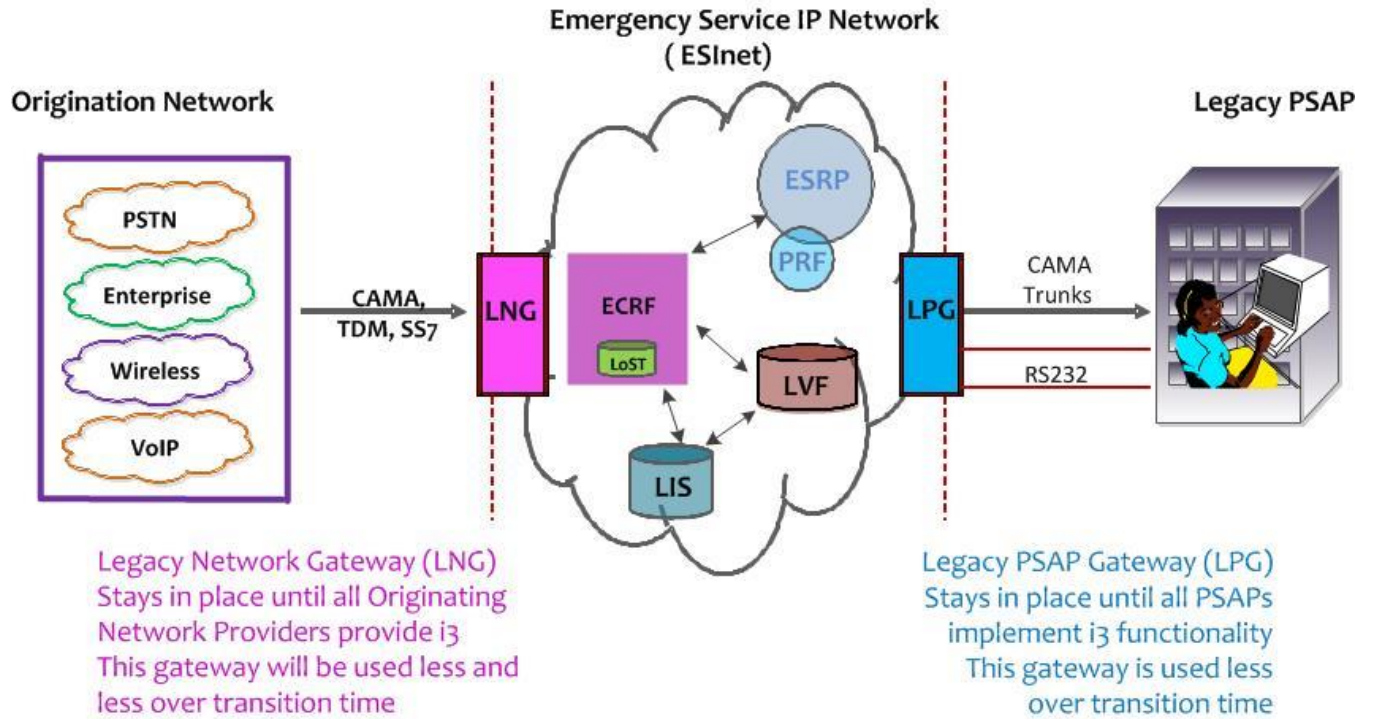 Emergency Service IP Network
( ESInet)
Origination Network
Legacy PSAP
PSTN
Enterprise
Wireless
VoIP
CAMA,
TDM, SS7
LNG
ECRF
LoST
ESRP
PRF
LVF
LIS
LPG
CAMA
Trunks
RS232
Legacy Network Gateway (LNG)
Stays in place until all Originating
Network Providers provide i3
This gateway will be used less and
less over transition time
Legacy PSAP Gateway (LPG)
Stays in place until all PSAPs
implement i3 functionality
This gateway is used less
over transition time